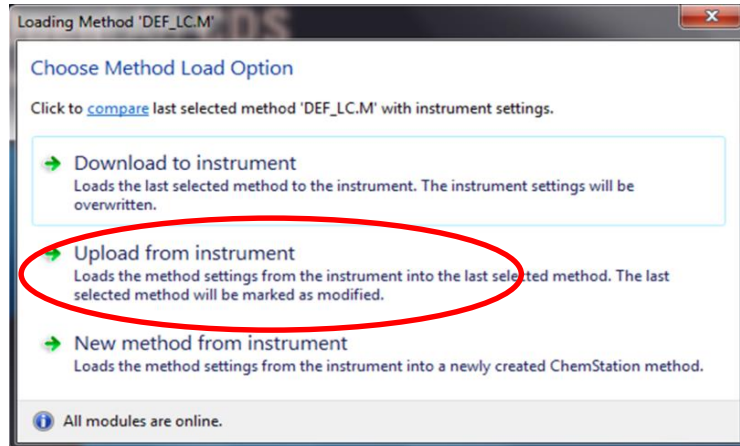 Loading Method 'DEF_LC.M'
Choose Method Load Option
Click to compare last selected method 'DEF_LC.M' with instrument settings.
Download to instrument
Loads the last selected method to the instrument. The instrument settings will be
overwritten.
Upload from instrument
Loads the method settings from the instrument into the last selected method. The last
selected method will be marked as modified.
New method from instrument
Loads the method settings from the instrument into a newly created ChemStation method.
All modules are online.